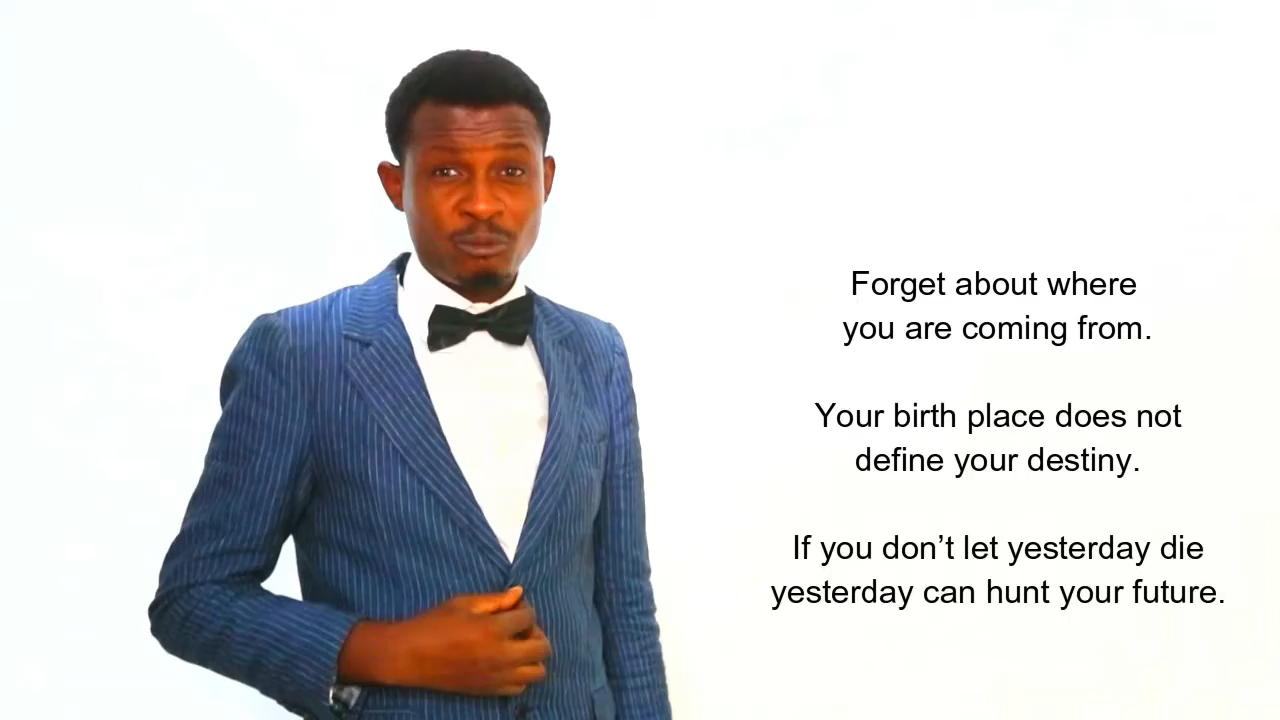 Forget about where
you are coming from.
Your birth place does not
define your destiny.
If you don’t let yesterday die
yesterday can hunt your future.